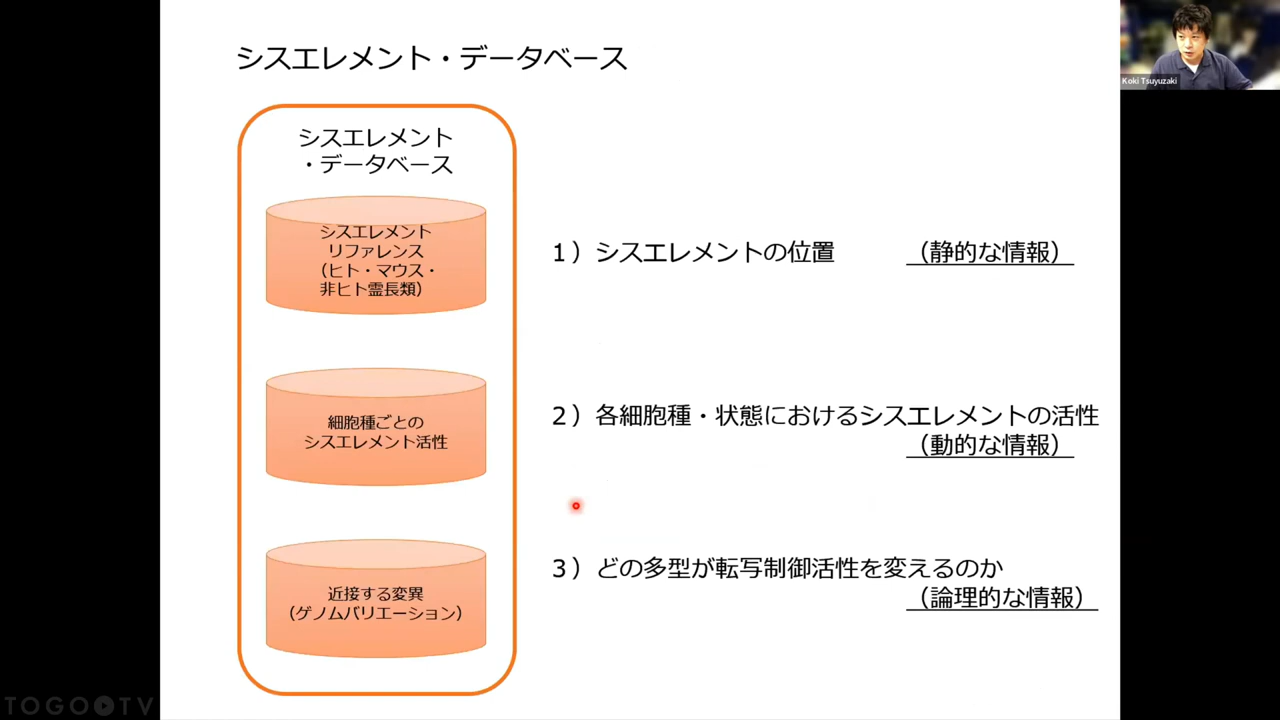 シスエレメント・データベース
Koki Tsuyuzaki
シスエレメント
・データベース
シスエレメント
リファレンス
（ヒト・マウス・
非ヒト霊長類）
１）シスエレメントの位置 （静的な情報）
細胞種ごとの
シスエレメント活性
２）各細胞種・状態におけるシスエレメントの活性
（動的な情報）
近接する変異
（ゲノムバリエーション）
３）どの多型が転写制御活性を変えるのか
（論理的な情報）
TOGO TV